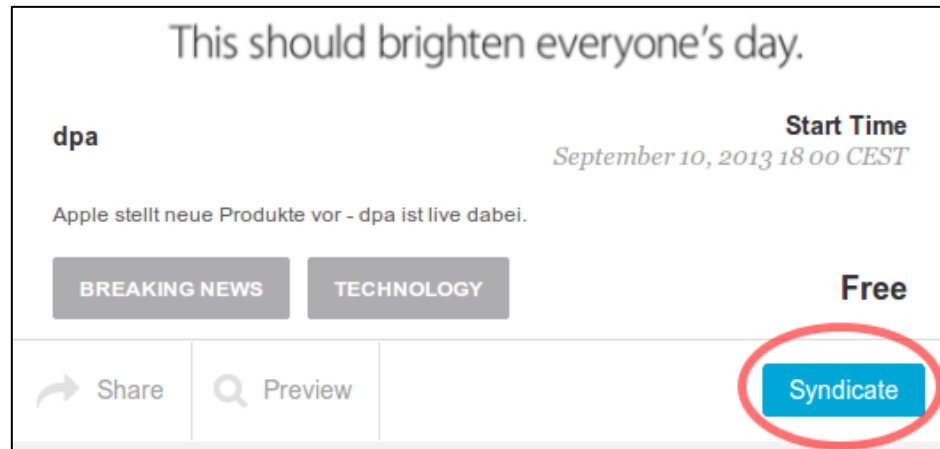 This should brighten everyone’s day.
dpa
Start Time
September 10, 2013 18 00 CEST
Apple stellt neue Produkte vor - dpa ist live dabei.
BREAKING NEWS
TECHNOLOGY
Free
Share
Preview
Syndicate